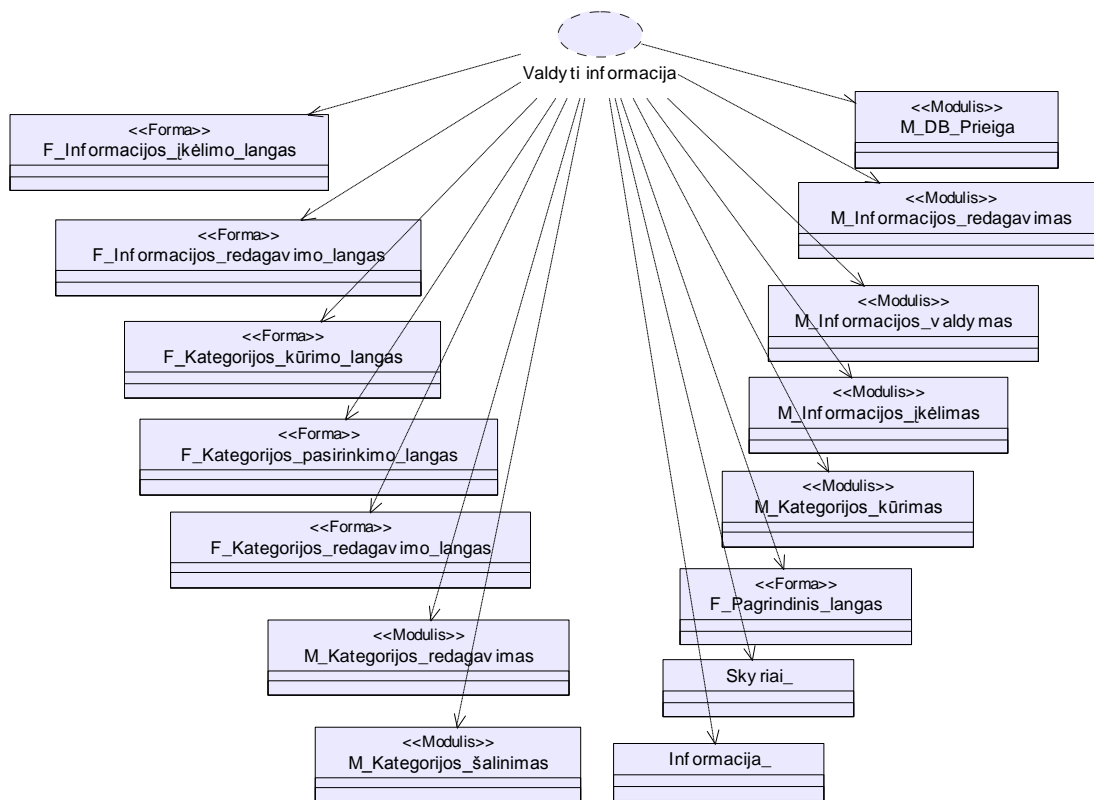 Valdyti informacija
<<Forma>>
F_Informacijos_įkėlimo_langas
<<Forma>>
F_Informacijos_redagavimo_langas
<<Forma>>
F_Kategorijos_kūrimo_langas
<<Forma>>
F_Kategorijos_pasirinkimo_langas
<<Forma>>
F_Kategorijos_redagavimo_langas
<<Modulis>>
M_Kategorijos_redagavimas
<<Modulis>>
M_Kategorijos_šalinimas
<<Modulis>>
M_DB_Prieiga
<<Modulis>>
M_Informacijos_redagavimas
<<Modulis>>
M_Informacijos_valdymas
<<Modulis>>
M_Informacijos_įkėlimas
<<Modulis>>
M_Kategorijos_kūrimas
<<Forma>>
F_Pagrindinis_langas
Skyriai_
Informacija_